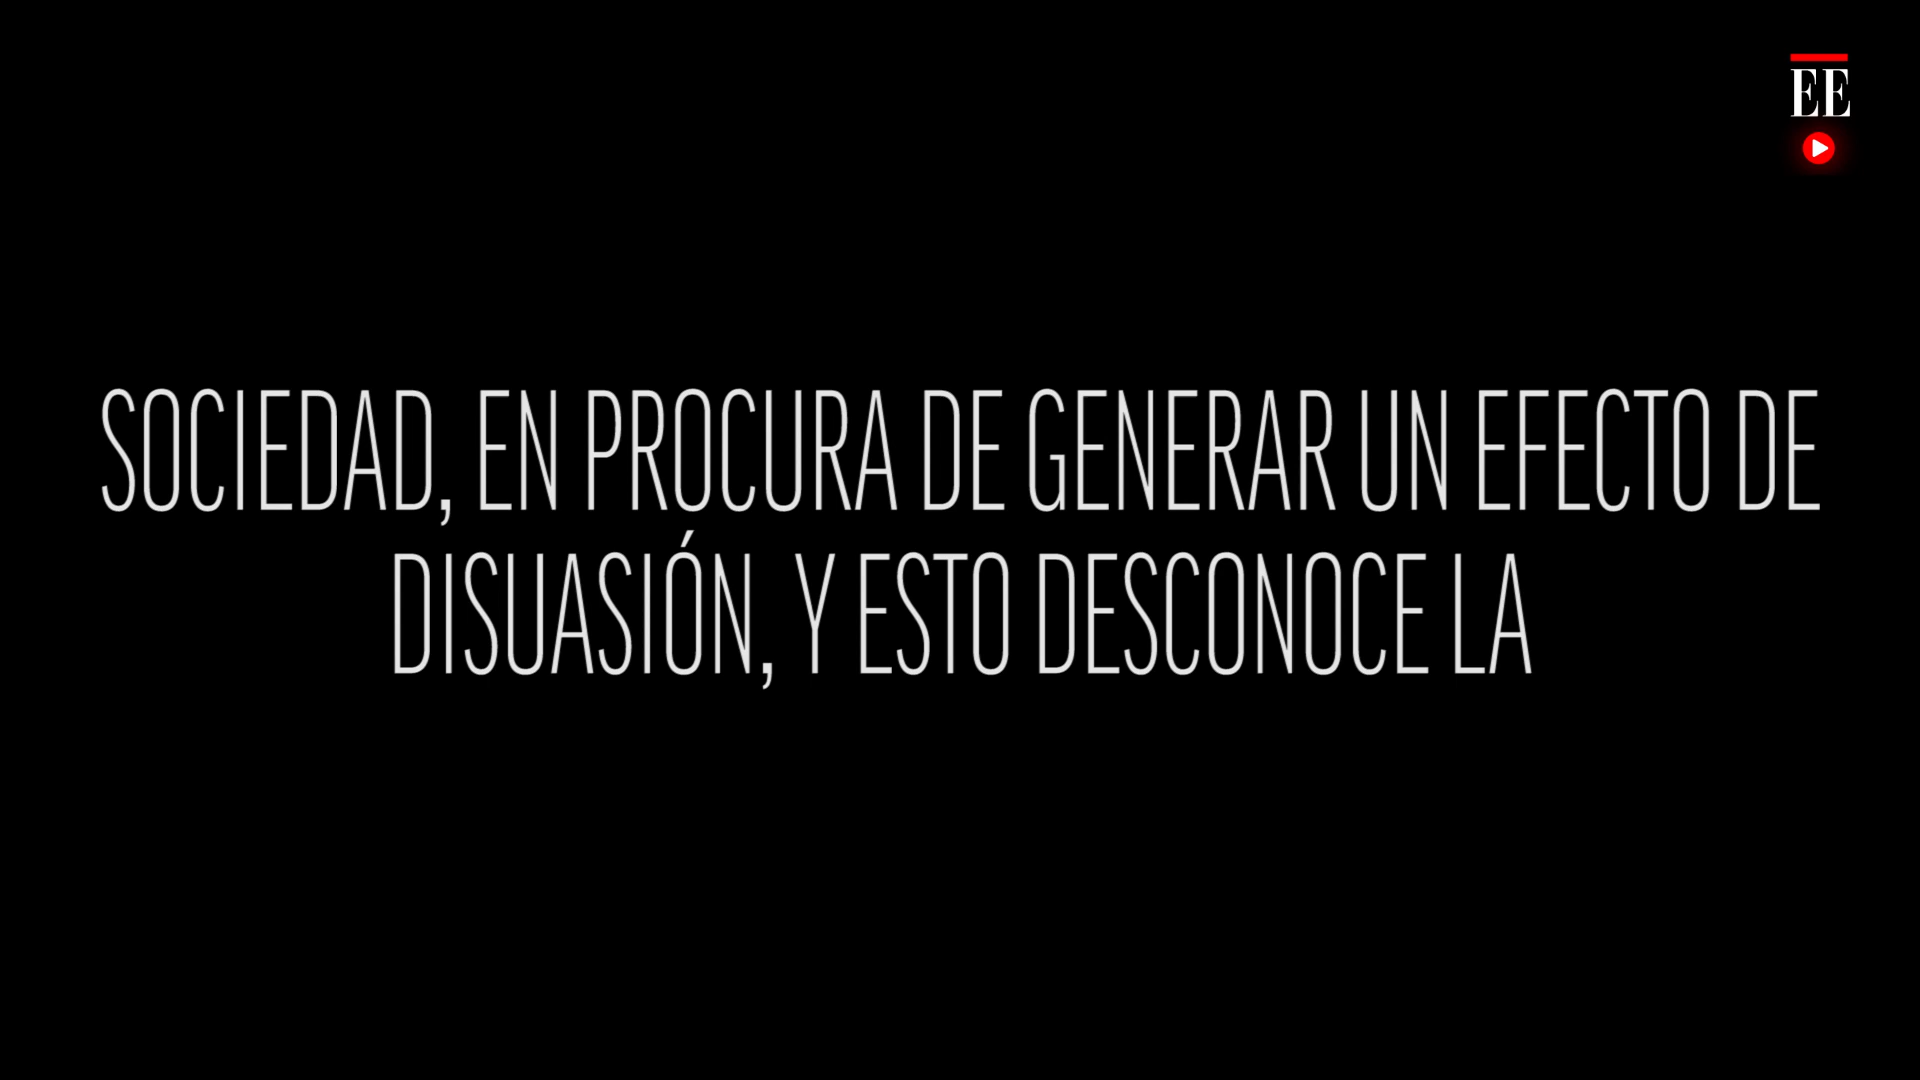 EE
SOCIEDAD, EN PROCURA DE GENERAR UN EFECTO DE
DISUASIÓN, Y ESTO DESCONOCE LA